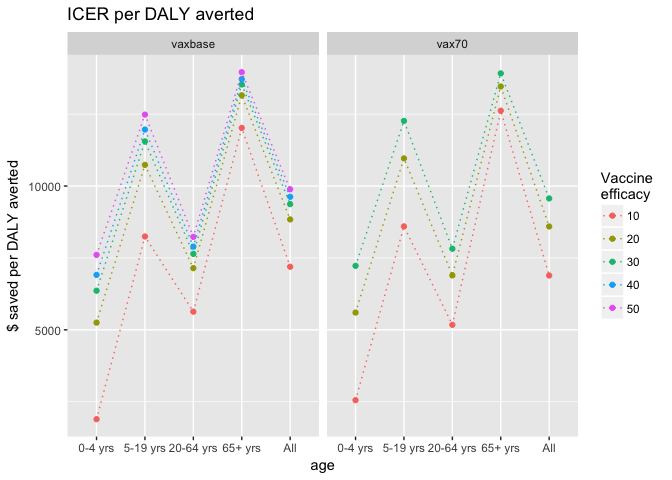 ICER per DALY averted
vaxbase
vax70
$ saved per DALY averted
10000
5000
0-4 yrs 5-19 yrs 20-64 yrs 65+ yrs All
0-4 yrs 5-19 yrs 20-64 yrs 65+ yrs All
age
Vaccine
efficacy
10
20
30
40
50